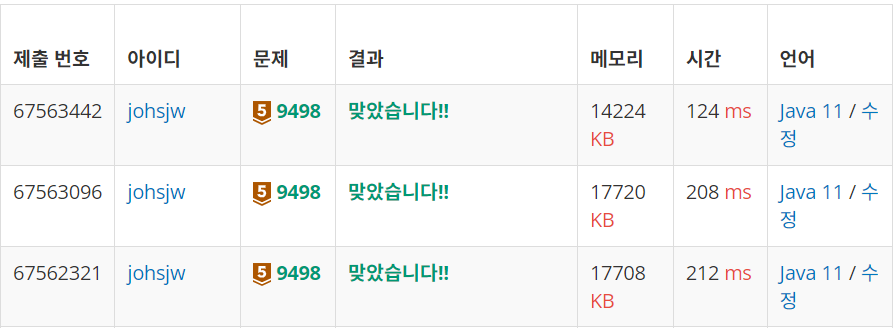 제출 번호 아이디 문제 결과 메모리 시간 언어
67563442 johsjw 5 9498 맞았습니다!! 14224 KB 124 ms Java 11 / 수정
67563096 johsjw 5 9498 맞았습니다!! 17720 KB 208 ms Java 11 / 수정
67562321 johsjw 5 9498 맞았습니다!! 17708 KB 212 ms Java 11 / 수정